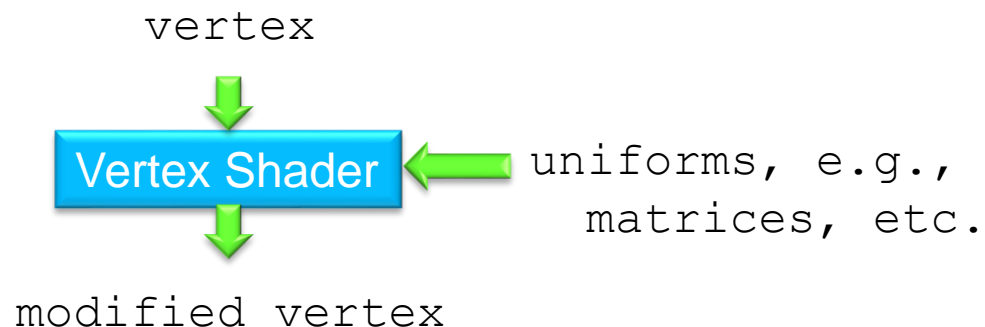 vertex
Vertex Shader
uniforms, e.g.,
matrices, etc.
modified vertex